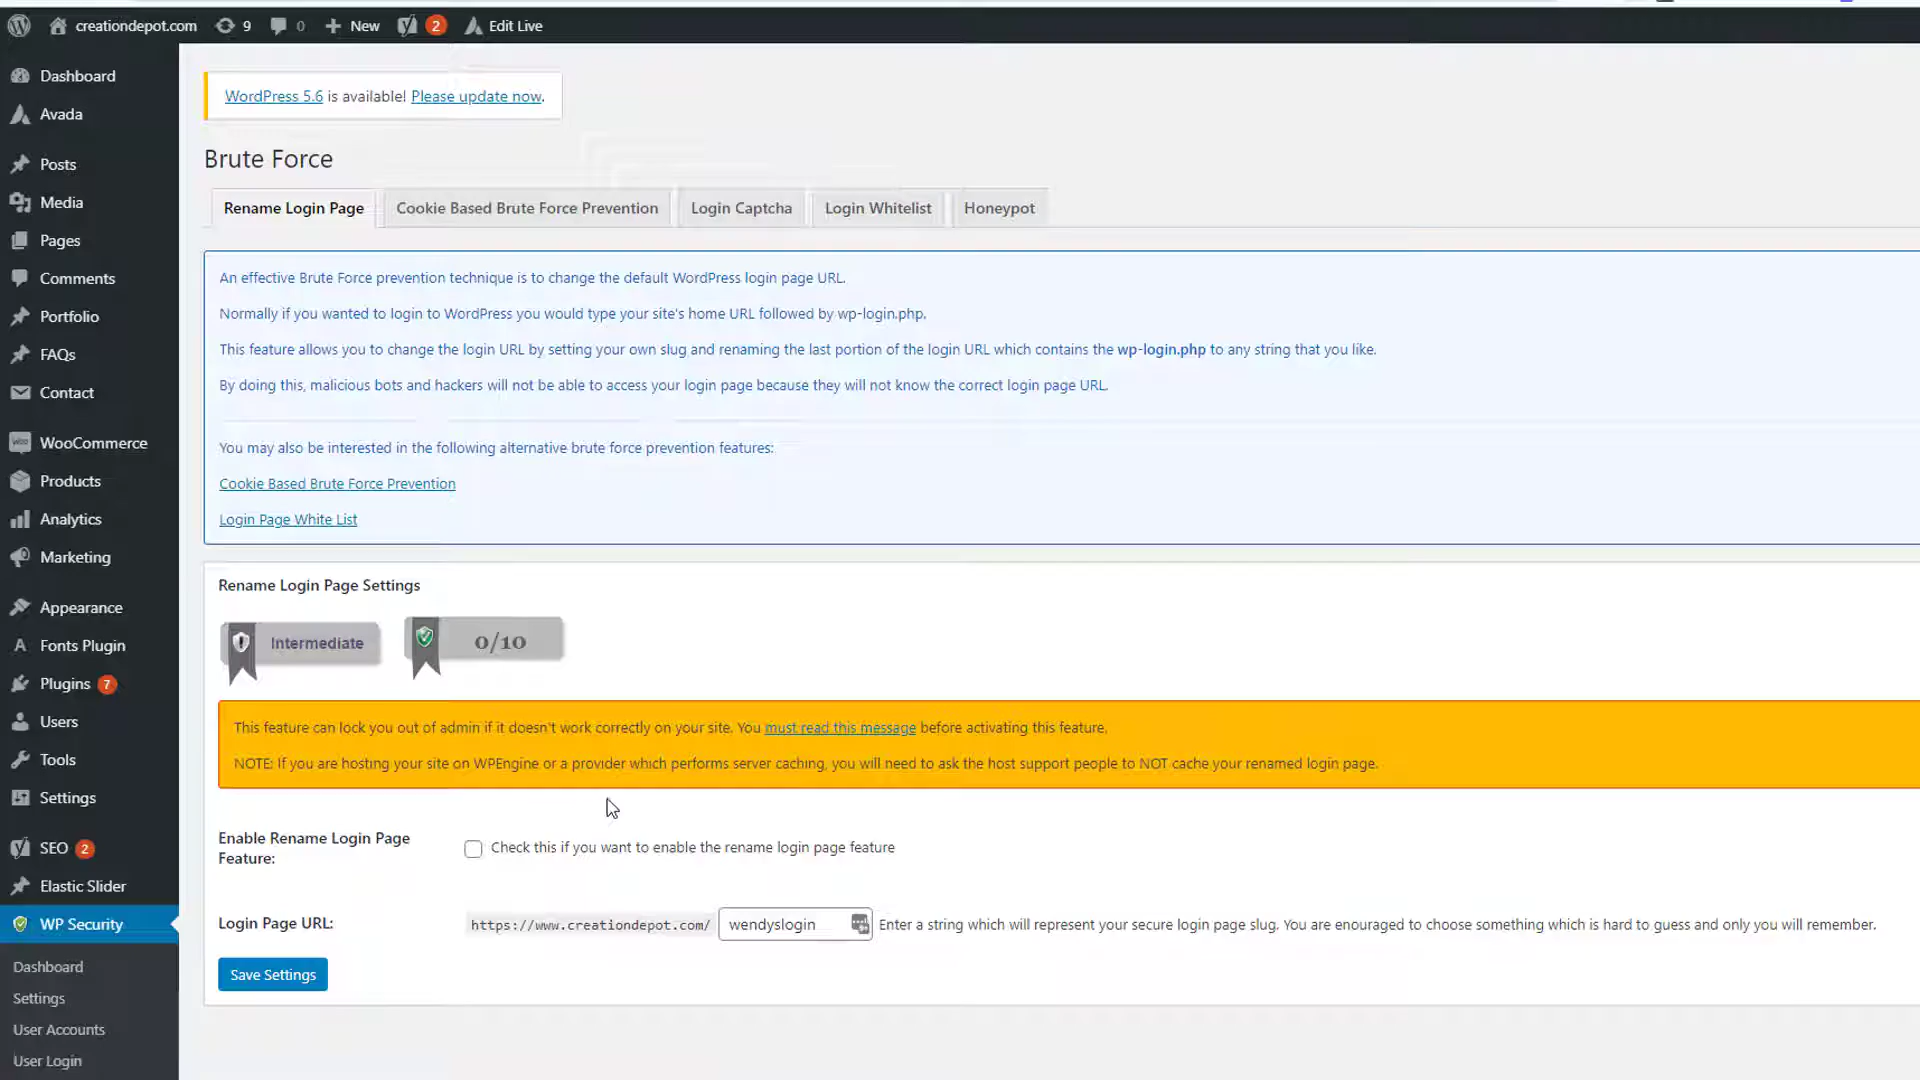 creationdepot.com 9 0 New 2 Edit Live
Dashboard
Avada
Posts
Media
Pages
Comments
Portfolio
FAQs
Contact
WooCommerce
Products
Analytics
Marketing
Appearance
Fonts Plugin
Plugins 7
Users
Tools
Settings
SEO 2
Elastic Slider
WP Security
Dashboard
Settings
User Accounts
User Login
WordPress 5.6 is available! Please update now.
Brute Force
Rename Login Page Cookie Based Brute Force Prevention Login Captcha Login Whitelist Honeypot
An effective Brute Force prevention technique is to change the default WordPress login page URL.
Normally if you wanted to login to WordPress you would type your site's home URL followed by wp-login.php.
This feature allows you to change the login URL by setting your own slug and renaming the last portion of the login URL which contains the wp-login.php to any string that you like.
By doing this, malicious bots and hackers will not be able to access your login page because they will not know the correct login page URL.
You may also be interested in the following alternative brute force prevention features:
Cookie Based Brute Force Prevention
Login Page White List
Rename Login Page Settings
Intermediate 0/10
This feature can lock you out of admin if it doesn't work correctly on your site. You must read this message before activating this feature.
NOTE: If you are hosting your site on WPEngine or a provider which performs server caching, you will need to ask the host support people to NOT cache your renamed login page.
Enable Rename Login Page
Feature:
Check this if you want to enable the rename login page feature
Login Page URL: https://www.creationdepot.com/ wendyslogin Enter a string which will represent your secure login page slug. You are enouraged to choose something which is hard to guess and only you will remember.
Save Settings